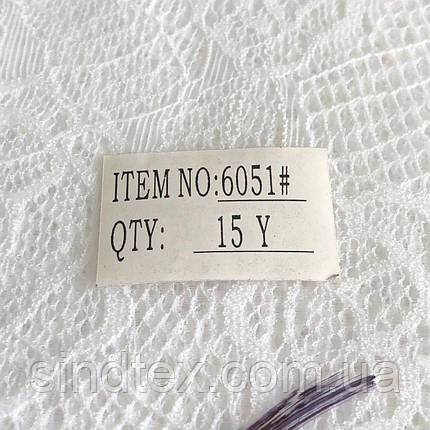 ITEM NO:6051#
QTY: 15 Y
sindtex.com.ua